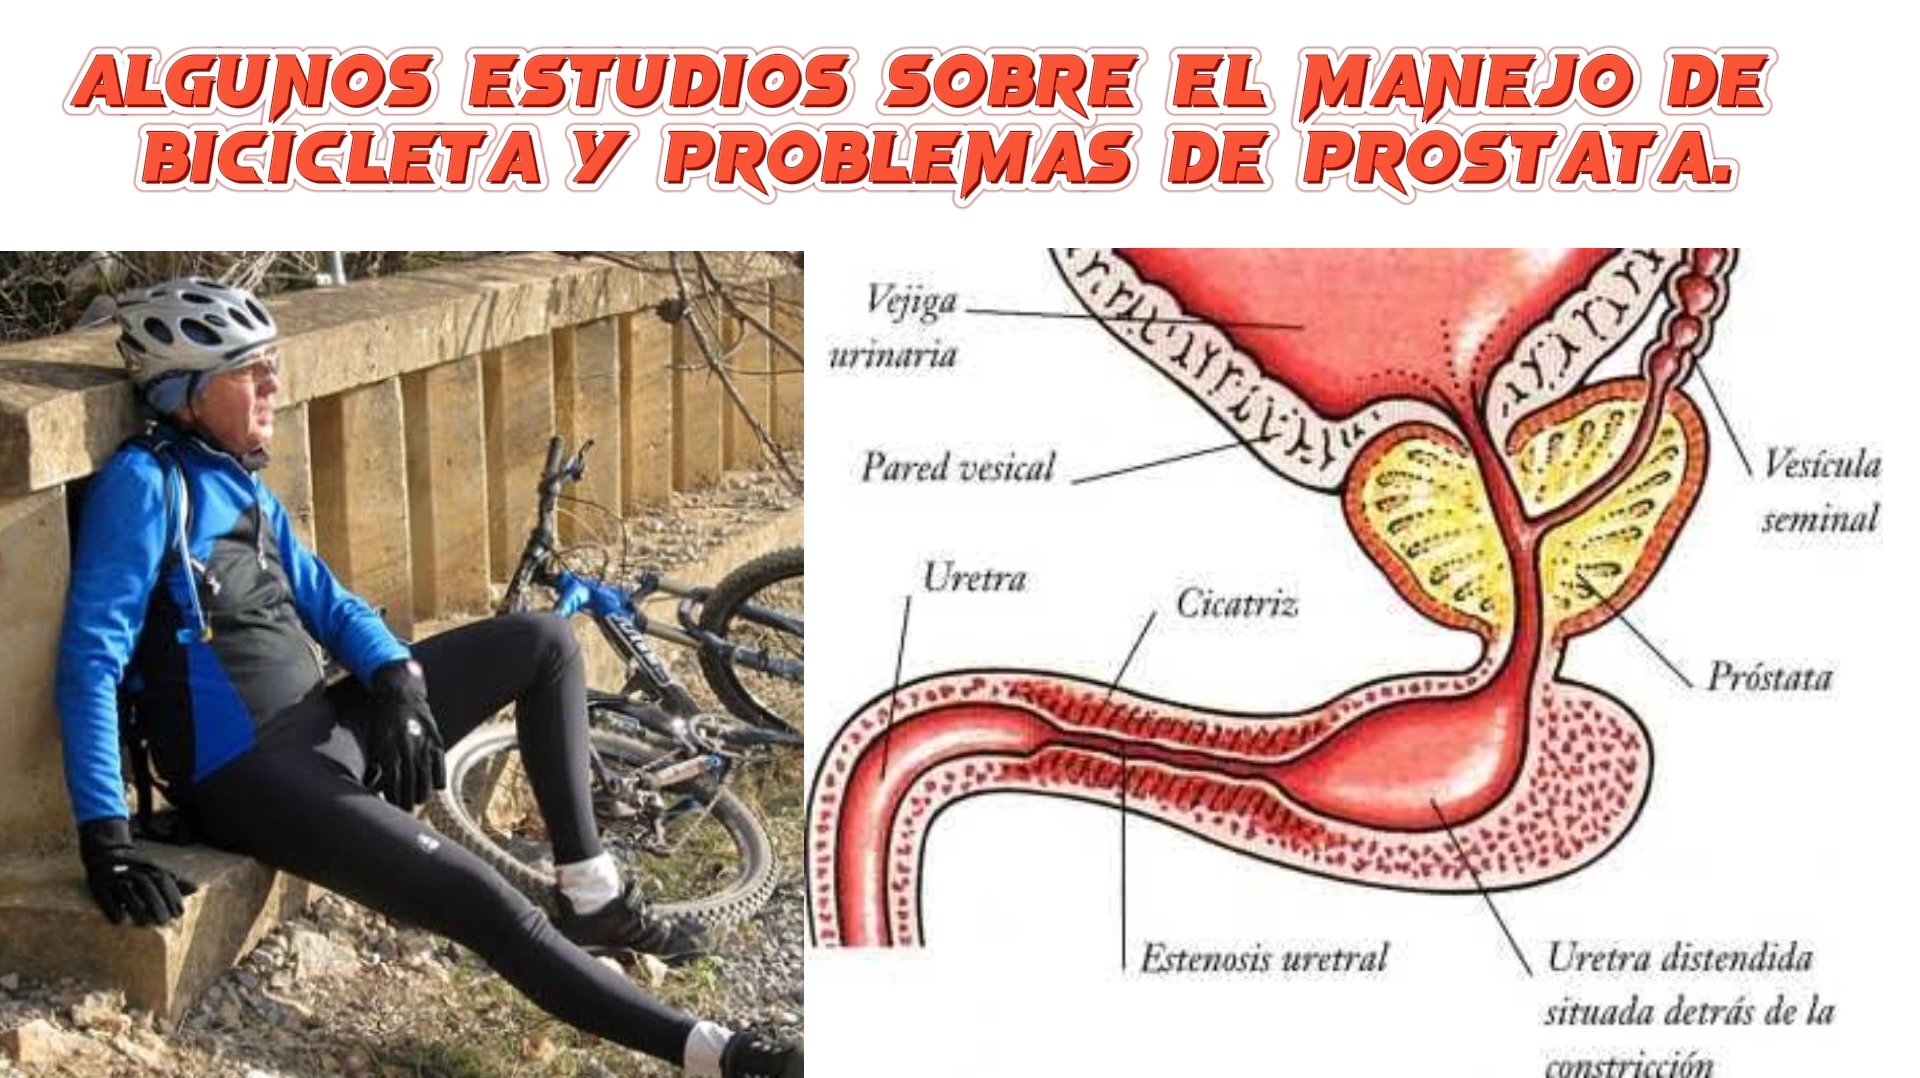 ALGUNOS ESTUDIOS SOBRE EL MANEJO DE
BICICLETA Y PROBLEMAS DE PROSTATA.
Vejiga
urinaria
Pared vesical
Uretra
Cicatriz
Vesícula
seminal
Próstata
Estenosis uretral
Uretra distendida
situada detrás de la
constricción